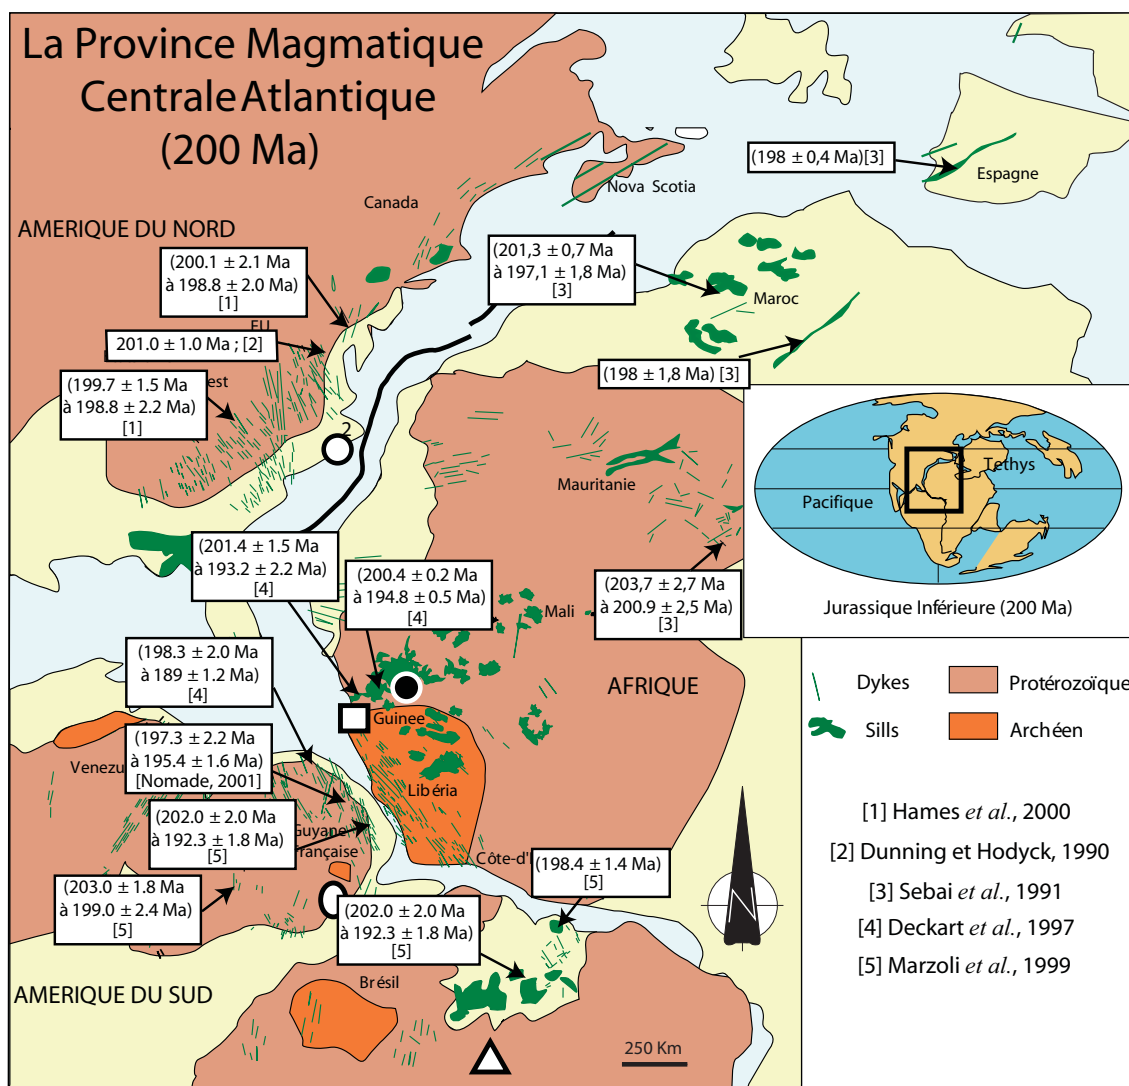 La Province Magmatique
Centrale Atlantique
(200 Ma)
(198 ± 0,4 Ma)[3]
Espagne
Nova Scotia
Canada
AMERIQUE DU NORD
(200.1 ± 2.1 Ma
à 198.8 ± 2.0 Ma)
[1]
(201,3 ± 0,7 Ma
à 197,1 ± 1,8 Ma)
[3]
Maroc
EU
201.0 ± 1.0 Ma ; [2]
est
(199.7 ± 1.5 Ma
à 198.8 ± 2.2 Ma)
[1]
(198 ± 1,8 Ma) [3]
2
Mauritanie
Tethys
Pacifique
Jurassique Inférieure (200 Ma)
(201.4 ± 1.5 Ma
à 193.2 ± 2.2 Ma)
[4]
(200.4 ± 0.2 Ma
à 194.8 ± 0.5 Ma)
[4]
Mali
(203,7 ± 2,7 Ma
à 200.9 ± 2,5 Ma)
[3]
(198.3 ± 2.0 Ma
à 189 ± 1.2 Ma)
[4]
AFRIQUE
Guinee
Dykes
Protérozoïque
Sills
Archéen
Venezu
(197.3 ± 2.2 Ma
à 195.4 ± 1.6 Ma)
[Nomade, 2001]
Libéria
(202.0 ± 2.0 Ma
à 192.3 ± 1.8 Ma)
[5]
Guyane
française
Côte-d'I
(198.4 ± 1.4 Ma)
[5]
(203.0 ± 1.8 Ma
à 199.0 ± 2.4 Ma)
[5]
(202.0 ± 2.0 Ma
à 192.3 ± 1.8 Ma)
[5]
N
[1] Hames et al., 2000
[2] Dunning et Hodyck, 1990
[3] Sebai et al., 1991
[4] Deckart et al., 1997
[5] Marzoli et al., 1999
AMERIQUE DU SUD
Brésil
250 Km